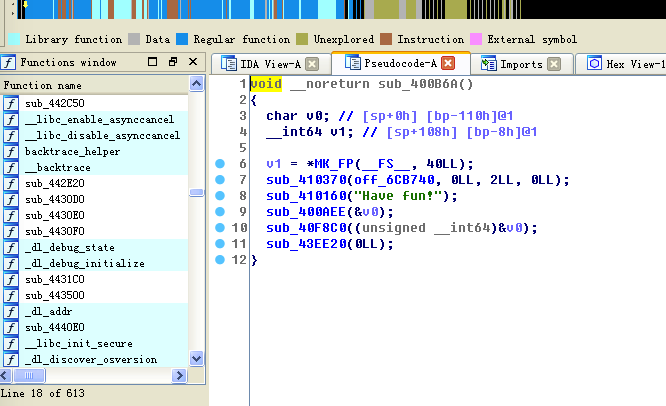 Library function Data Regular function Unexplored Instruction External symbol
Functions window
IDA View-A Pseudocode-A Imports Hex View-1
Function name
sub_442C50
__libc_enable_asynccancel
__libc_disable_asynccancel
backtrace_helper
__backtrace
sub_442E20
sub_4430D0
sub_4430E0
sub_4430F0
_dl_debug_state
_dl_debug_initialize
sub_4431C0
sub_443500
_dl_addr
sub_4440E0
__libc_init_secure
_dl_discover_osversion
Line 18 of 613
1 void __noreturn sub_400B6A()
2 {
3 char v0; // [sp+0h] [bp-110h]@1
4 __int64 v1; // [sp+108h] [bp-8h]@1
5
6 v1 = *MK_FP(__FS__, 40LL);
7 sub_410370(off_6CB740, 0LL, 2LL, 0LL);
8 sub_410160("Have fun!");
9 sub_400AEE(&v0);
10 sub_40F8C0((unsigned __int64)&v0);
11 sub_43EE20(0LL);
12 }